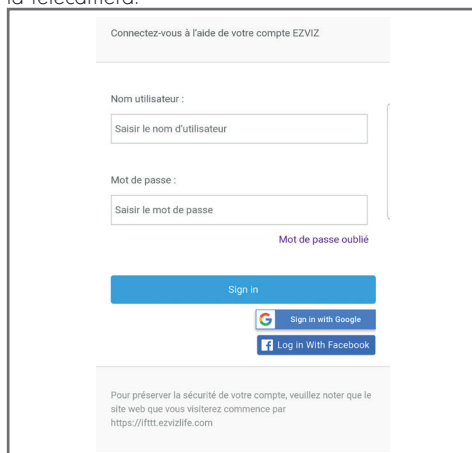 la Telecamera.
Connectez-vous à l'aide de votre compte EZVIZ
Nom utilisateur :
Saisir le nom d'utilisateur
Mot de passe :
Saisir le mot de passe
Mot de passe oublié
Sign in
Sign in with Google
Log in With Facebook
Pour préserver la sécurité de votre compte, veuillez noter que le
site web que vous visiterez commence par
https://ifttt.ezvizlife.com